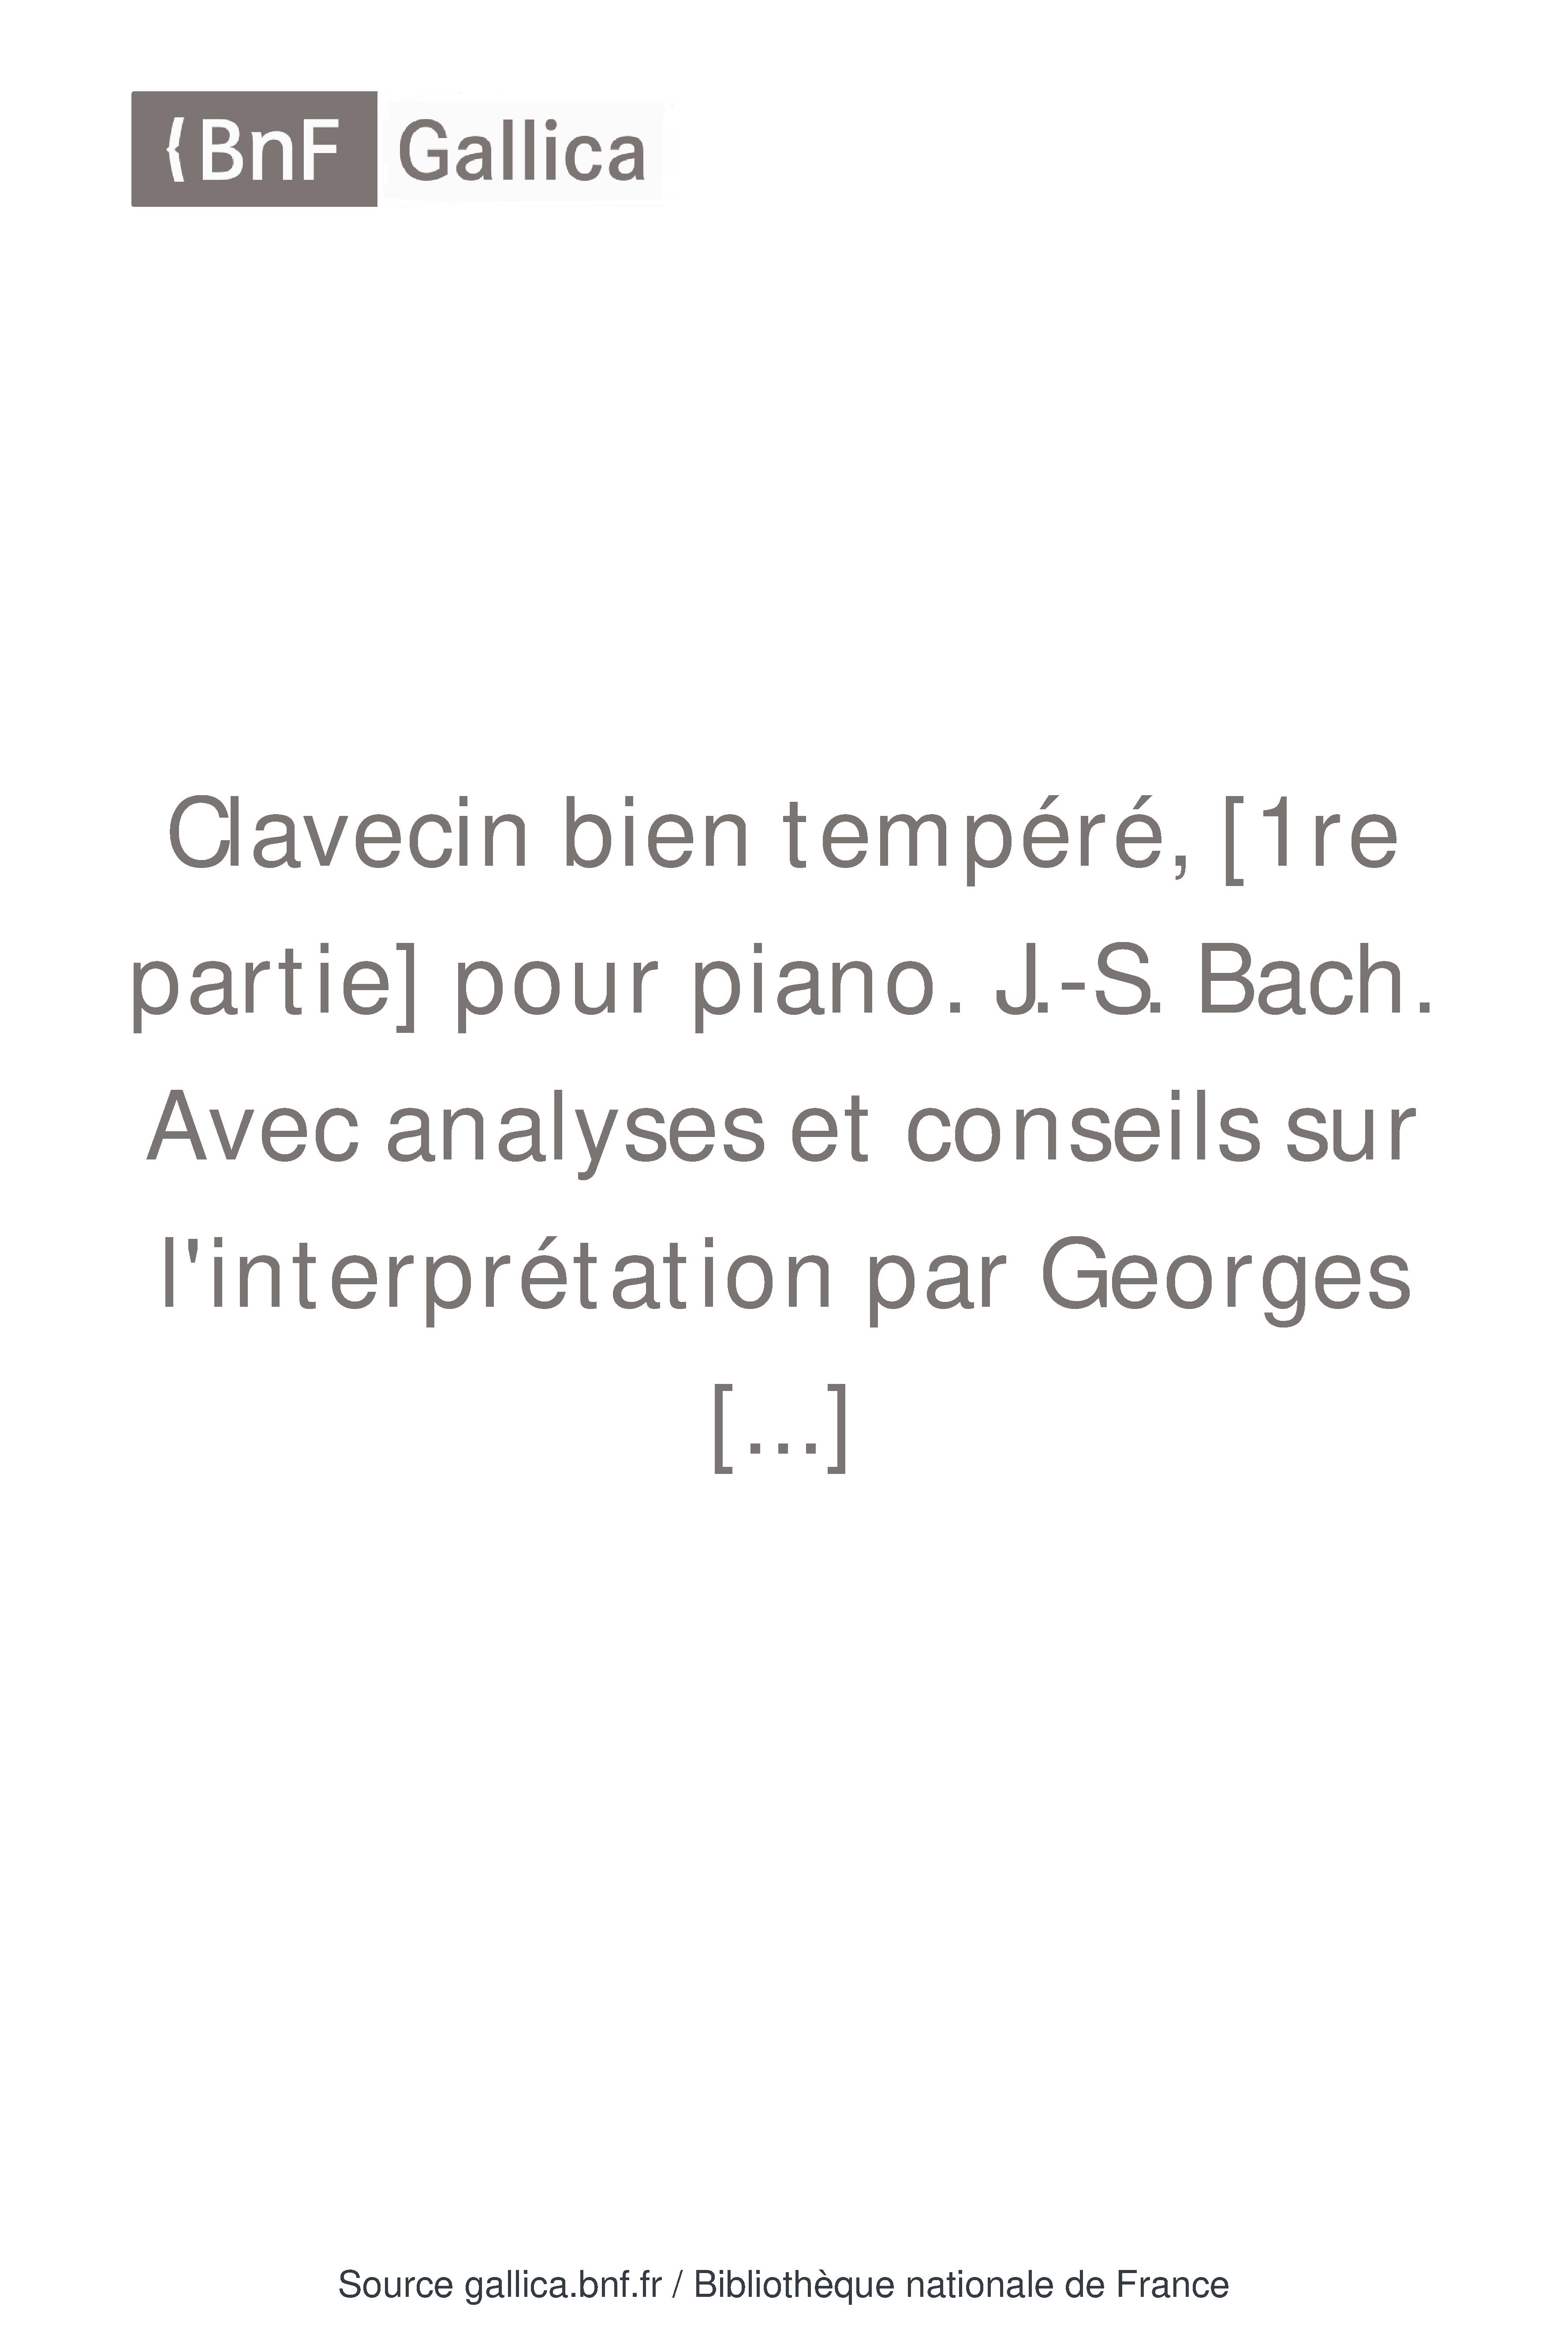 BnF Gallica
Clavecin bien tempéré, [1re
partie] pour piano. J.-S. Bach.
Avec analyses et conseils sur
l'interprétation par Georges
[...]
Source gallica.bnf.fr / Bibliothèque nationale de France